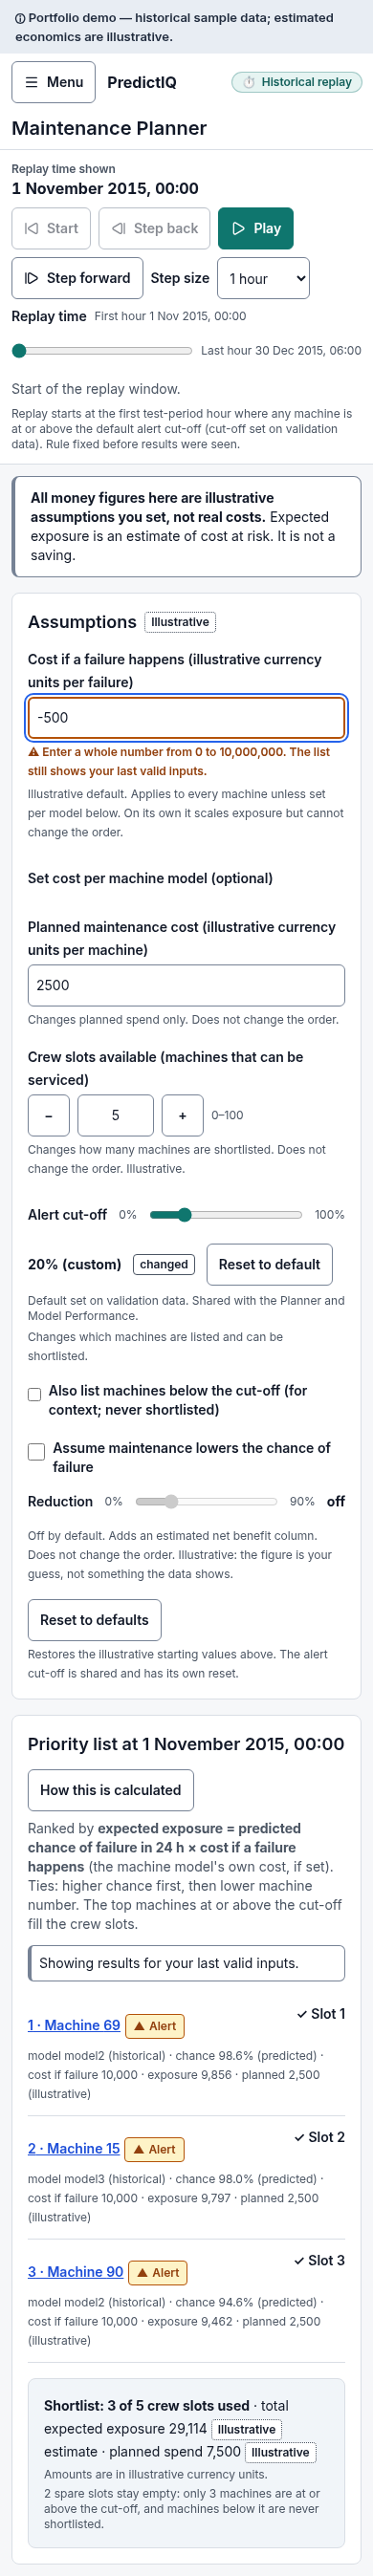 Portfolio demo — historical sample data; estimated
economics are illustrative.
Menu
PredictIQ
Historical replay
Maintenance Planner
Replay time shown
1 November 2015, 00:00
Start
Step back
Play
Step forward
Step size
1 hour
Replay time First hour 1 Nov 2015, 00:00
Last hour 30 Dec 2015, 06:00
Start of the replay window.
Replay starts at the first test-period hour where any machine is
at or above the default alert cut-off (cut-off set on validation
data). Rule fixed before results were seen.
All money figures here are illustrative
assumptions you set, not real costs. Expected
exposure is an estimate of cost at risk. It is not a
saving.
Assumptions Illustrative
Cost if a failure happens (illustrative currency
units per failure)
-500
⚠ Enter a whole number from 0 to 10,000,000. The list
still shows your last valid inputs.
Illustrative default. Applies to every machine unless set
per model below. On its own it scales exposure but cannot
change the order.
Set cost per machine model (optional)
Planned maintenance cost (illustrative currency
units per machine)
2500
Changes planned spend only. Does not change the order.
Crew slots available (machines that can be
serviced)
− 5 + 0–100
Changes how many machines are shortlisted. Does not
change the order. Illustrative.
Alert cut-off 0% 100%
20% (custom) changed Reset to default
Default set on validation data. Shared with the Planner and
Model Performance.
Changes which machines are listed and can be
shortlisted.
Also list machines below the cut-off (for
context; never shortlisted)
Assume maintenance lowers the chance of
failure
Reduction 0% 90% off
Off by default. Adds an estimated net benefit column.
Does not change the order. Illustrative: the figure is your
guess, not something the data shows.
Reset to defaults
Restores the illustrative starting values above. The alert
cut-off is shared and has its own reset.
Priority list at 1 November 2015, 00:00
How this is calculated
Ranked by expected exposure = predicted
chance of failure in 24 h × cost if a failure
happens (the machine model's own cost, if set).
Ties: higher chance first, then lower machine
number. The top machines at or above the cut-off
fill the crew slots.
Showing results for your last valid inputs.
✓ Slot 1
1 · Machine 69 ▲ Alert
model model2 (historical) · chance 98.6% (predicted) ·
cost if failure 10,000 · exposure 9,856 · planned 2,500
(illustrative)
✓ Slot 2
2 · Machine 15 ▲ Alert
model model3 (historical) · chance 98.0% (predicted) ·
cost if failure 10,000 · exposure 9,797 · planned 2,500
(illustrative)
✓ Slot 3
3 · Machine 90 ▲ Alert
model model2 (historical) · chance 94.6% (predicted) ·
cost if failure 10,000 · exposure 9,462 · planned 2,500
(illustrative)
Shortlist: 3 of 5 crew slots used · total
expected exposure 29,114 Illustrative
estimate · planned spend 7,500 Illustrative
Amounts are in illustrative currency units.
2 spare slots stay empty: only 3 machines are at or
above the cut-off, and machines below it are never
shortlisted.